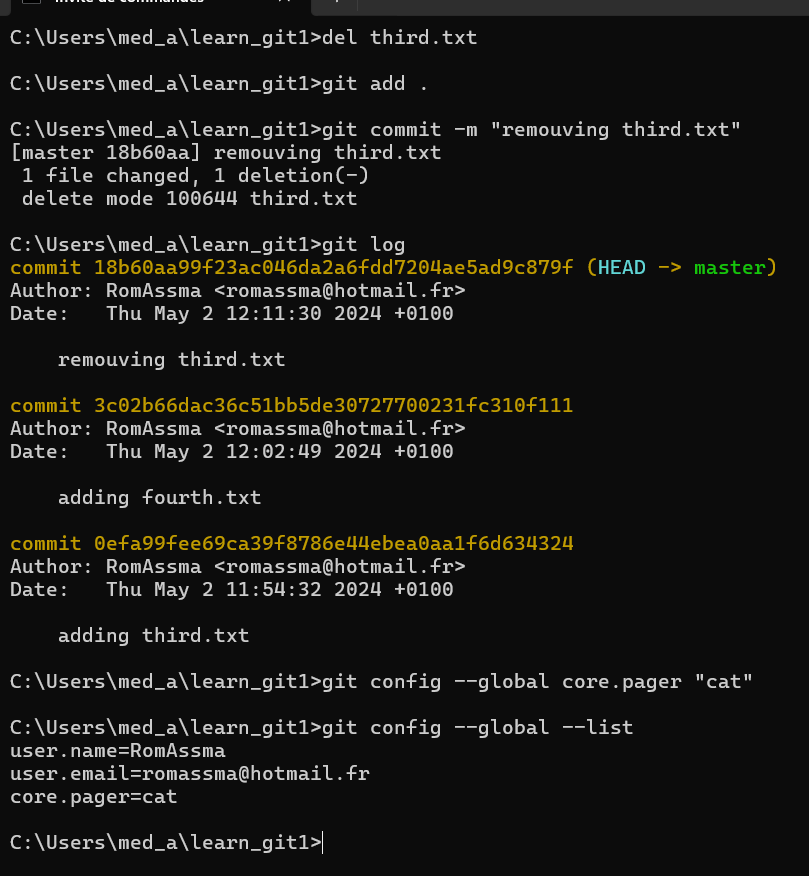 Invite de commandes
C:\Users\med_a\learn_git1>del third.txt
C:\Users\med_a\learn_git1>git add .
C:\Users\med_a\learn_git1>git commit -m "remouving third.txt"
[master 18b60aa] remouving third.txt
 1 file changed, 1 deletion(-)
 delete mode 100644 third.txt
C:\Users\med_a\learn_git1>git log
commit 18b60aa99f23ac046da2a6fdd7204ae5ad9c879f (HEAD -> master)
Author: RomAssma <romassma@hotmail.fr>
Date:   Thu May 2 12:11:30 2024 +0100
    remouving third.txt
commit 3c02b66dac36c51bb5de30727700231fc310f111
Author: RomAssma <romassma@hotmail.fr>
Date:   Thu May 2 12:02:49 2024 +0100
    adding fourth.txt
commit 0efa99fee69ca39f8786e44ebea0aa1f6d634324
Author: RomAssma <romassma@hotmail.fr>
Date:   Thu May 2 11:54:32 2024 +0100
    adding third.txt
C:\Users\med_a\learn_git1>git config --global core.pager "cat"
C:\Users\med_a\learn_git1>git config --global --list
user.name=RomAssma
user.email=romassma@hotmail.fr
core.pager=cat
C:\Users\med_a\learn_git1>